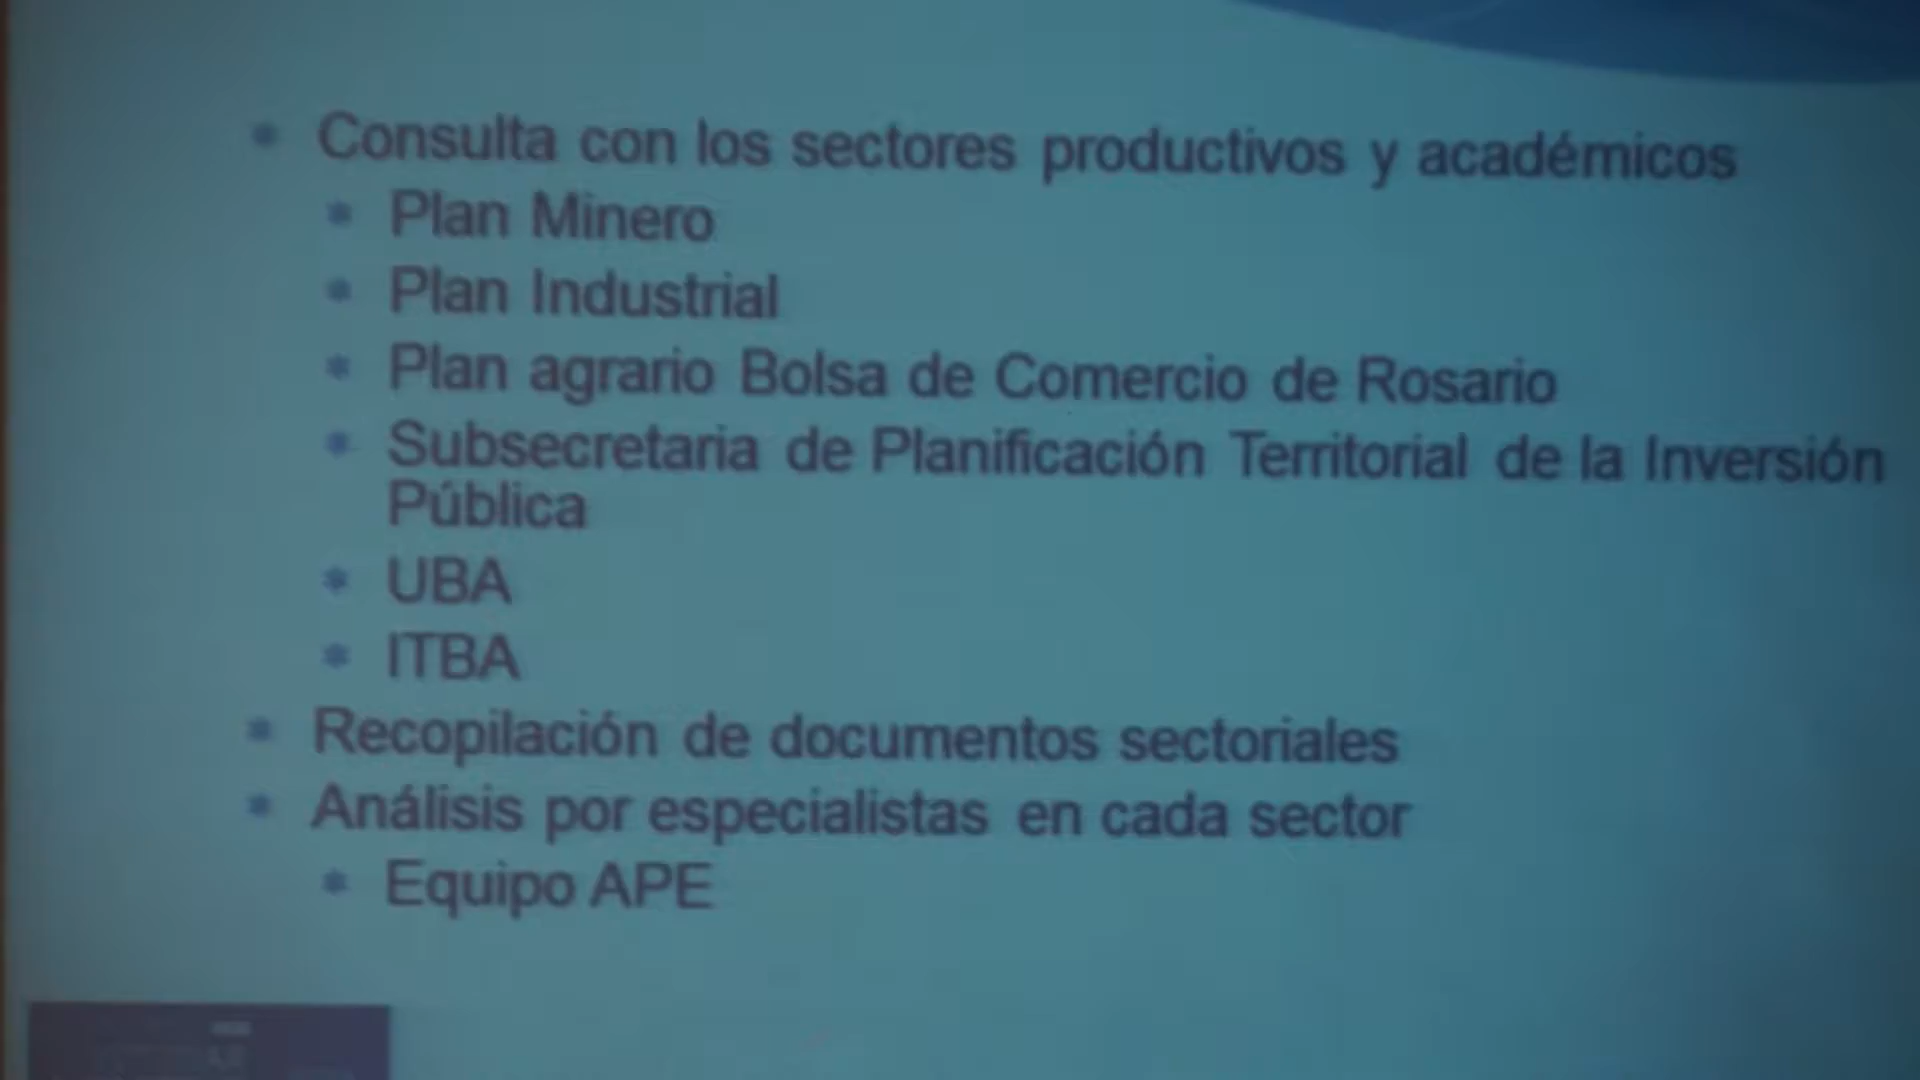 Consulta con los sectores productivos y académicos
Plan Minero
Plan Industrial
Plan agrario Bolsa de Comercio de Rosario
Subsecretaria de Planificación Territorial de la Inversión
Pública
UBA
ITBA
Recopilación de documentos sectoriales
Análisis por especialistas en cada sector
Equipo APE